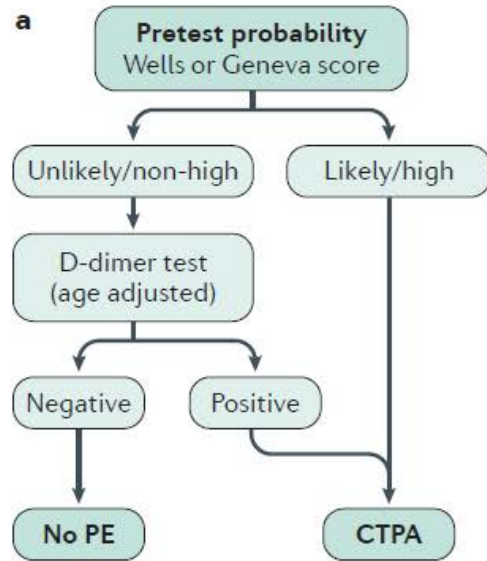 a
Pretest probability
Wells or Geneva score
Unlikely/non-high
Likely/high
D-dimer test
(age adjusted)
Negative
Positive
No PE
CTPA